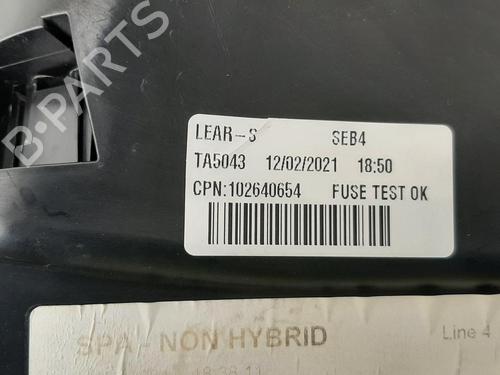 B-PARTS
LEAR-S SEB4
TA5043 12/02/2021 18:50
CPN:102640654 FUSE TEST OK
SPA - NON HYBRID Line 4